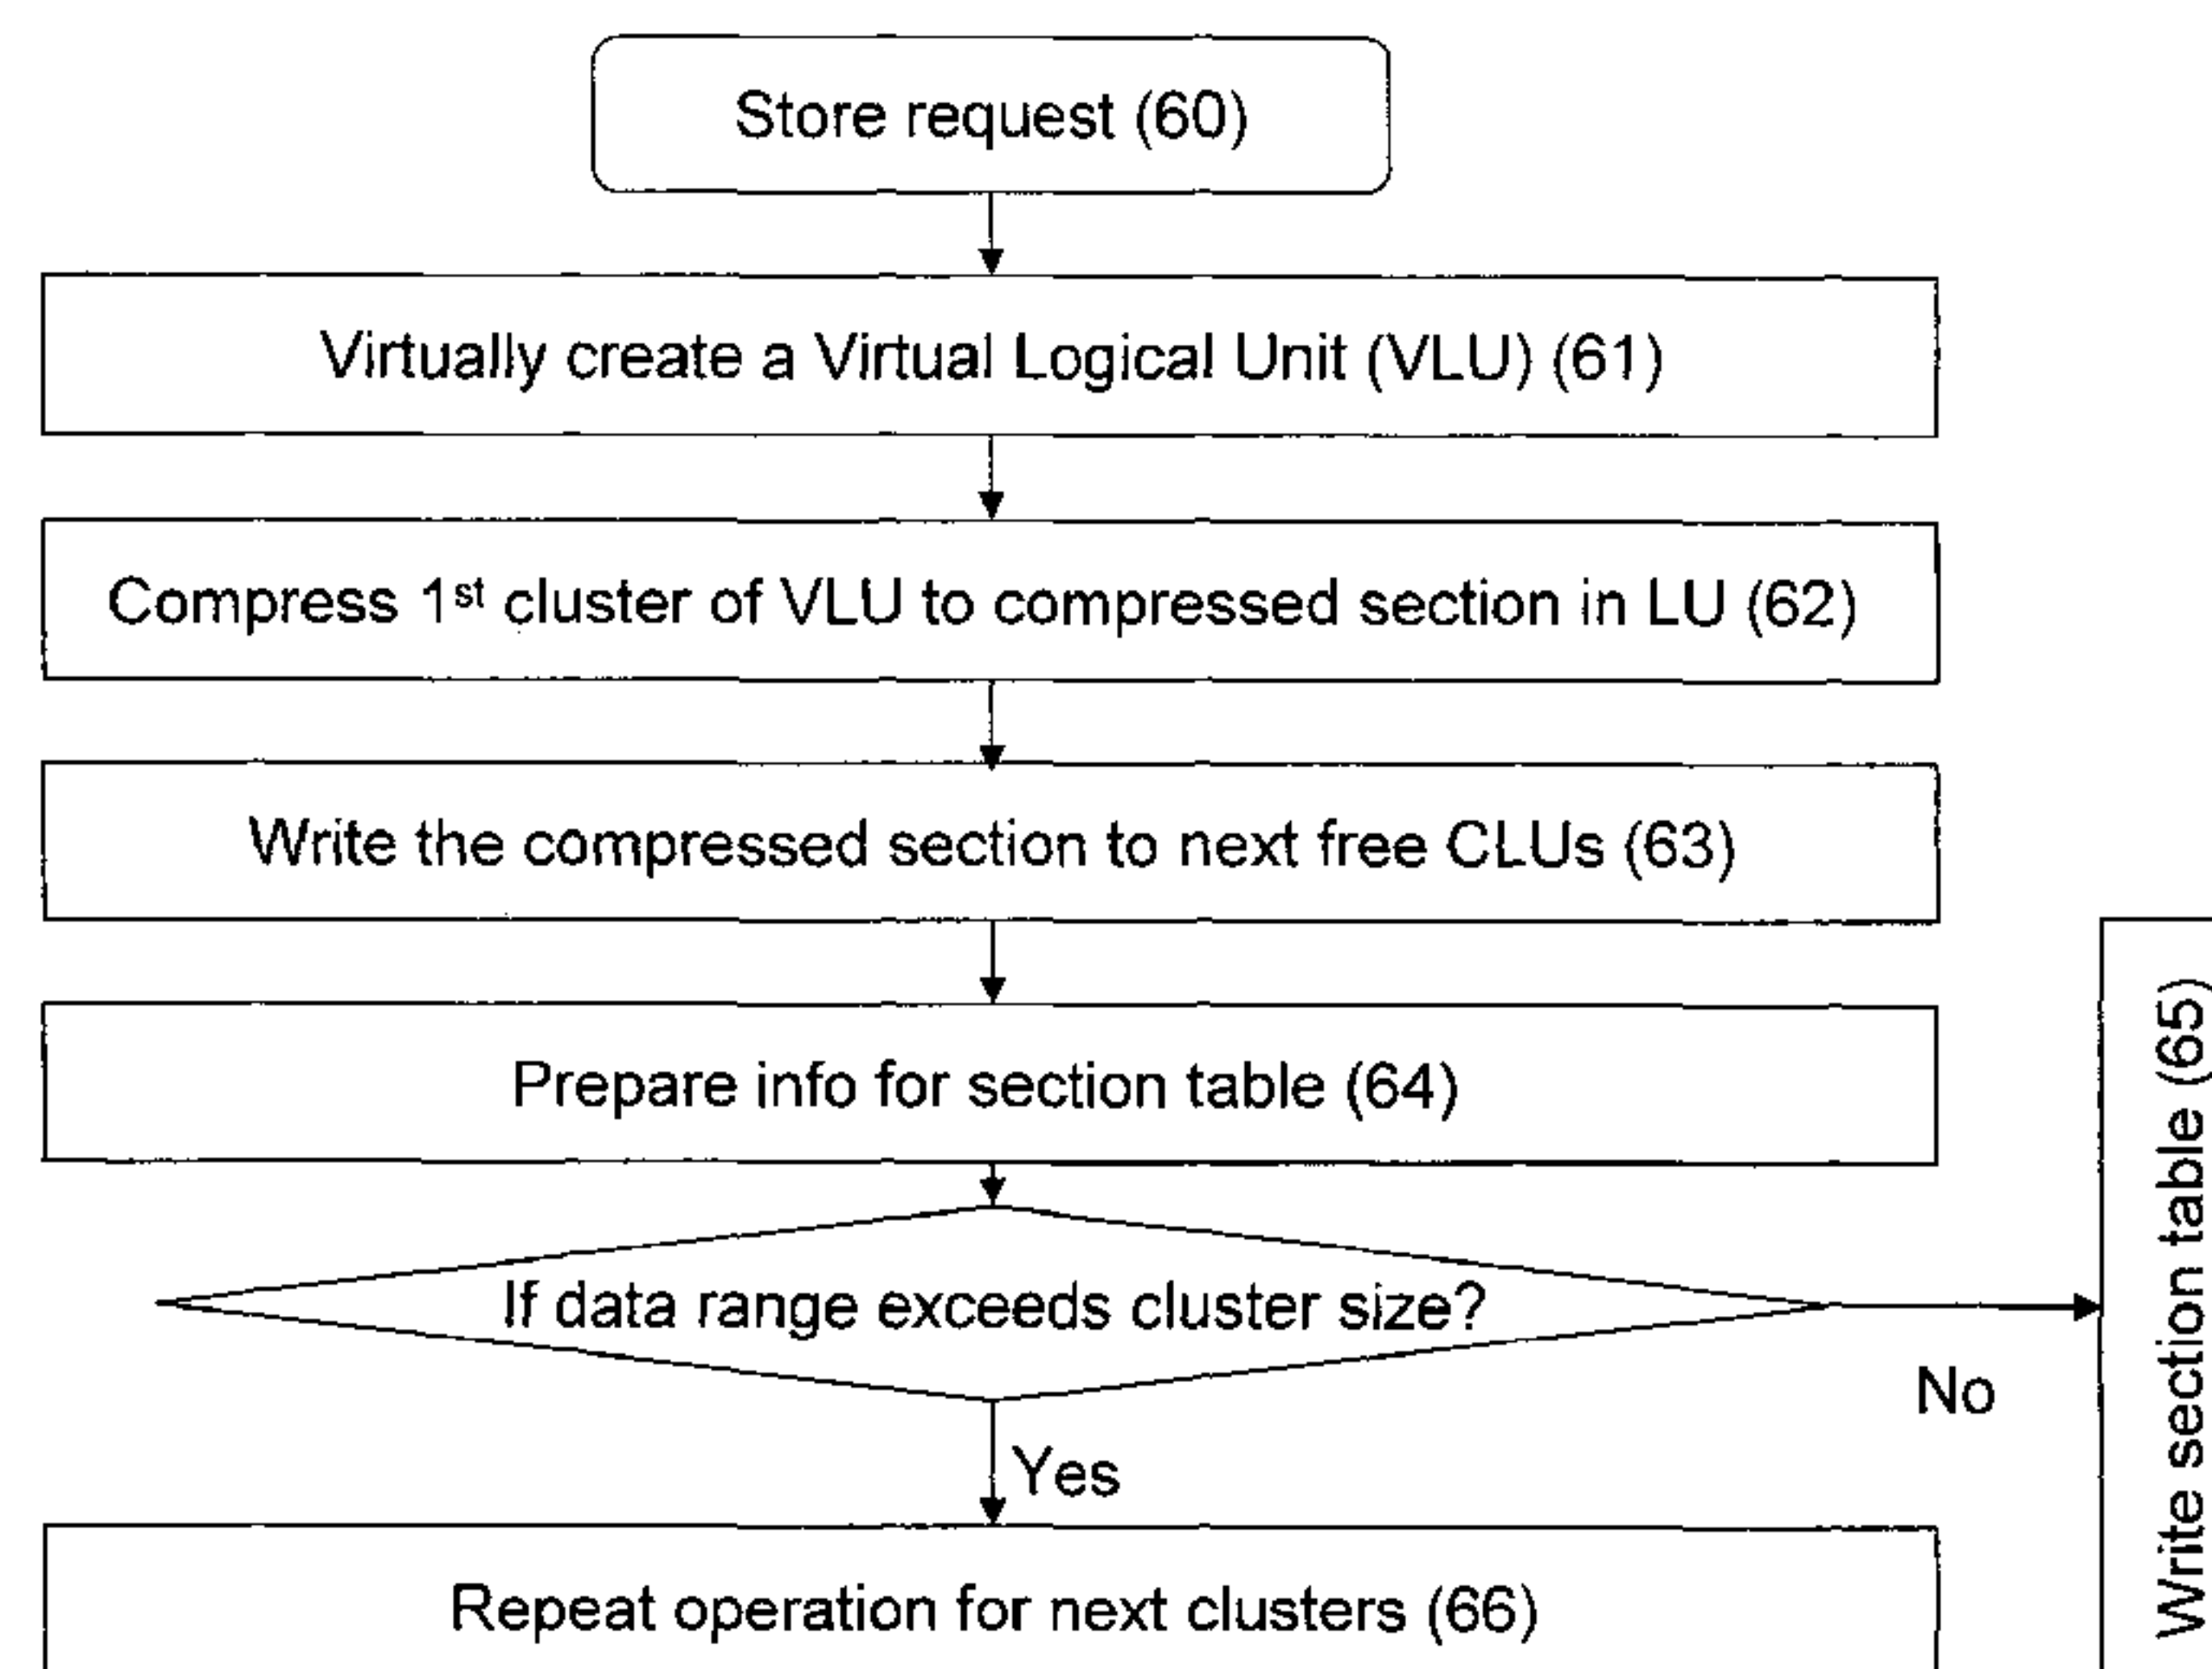 Store request (60)
Virtually create a Virtual Logical Unit (VLU) (61)
Compress 1st cluster of VLU to compressed section in LU (62)
Write the compressed section to next free CLUs (63)
Prepare info for section table (64)
If data range exceeds cluster size?
No
Write section table (65)
Yes
Repeat operation for next clusters (66)